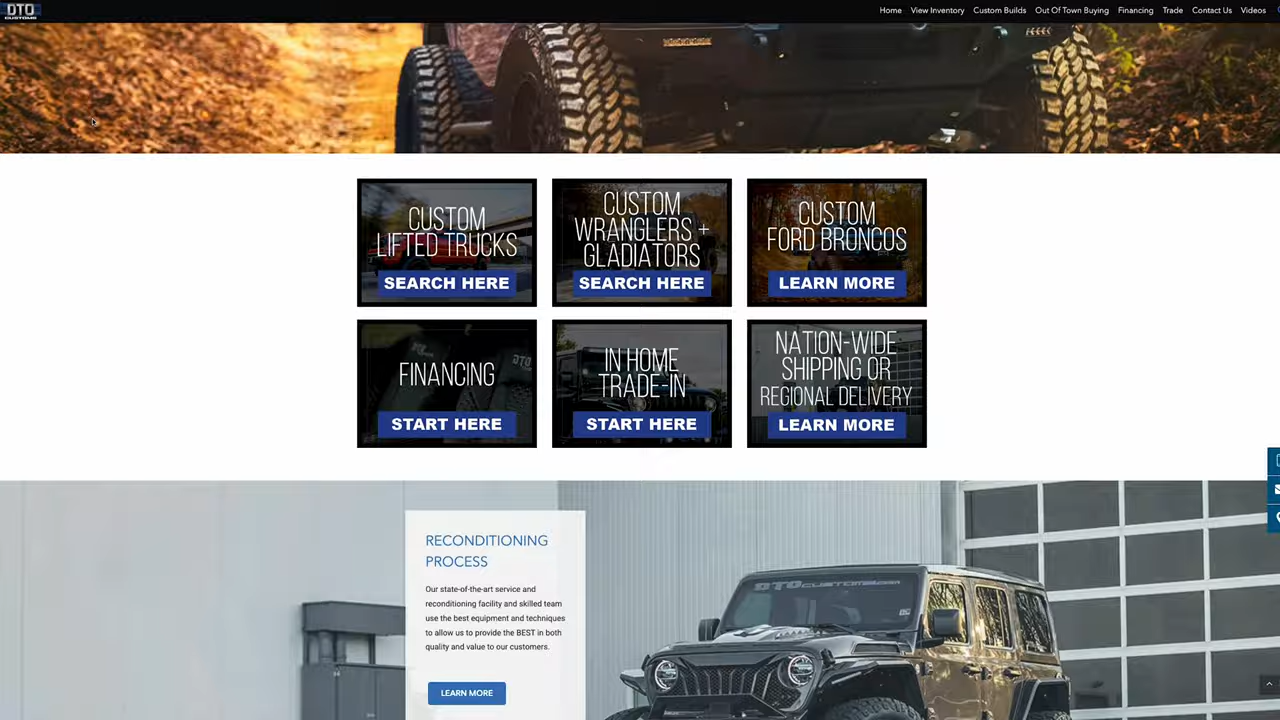 DTO
CUSTOMS
Home View Inventory Custom Builds Out Of Town Buying Financing Trade Contact Us Videos
CUSTOM
LIFTED TRUCKS
SEARCH HERE
CUSTOM
WRANGLERS +
GLADIATORS
SEARCH HERE
CUSTOM
FORD BRONCOS
LEARN MORE
FINANCING
START HERE
IN HOME
TRADE-IN
START HERE
NATION-WIDE
SHIPPING OR
REGIONAL DELIVERY
LEARN MORE
RECONDITIONING
PROCESS
Our state-of-the-art service and
reconditioning facility and skilled team
use the best equipment and techniques
to allow us to provide the BEST in both
quality and value to our customers.
LEARN MORE
DTOCUSTOMS.COM